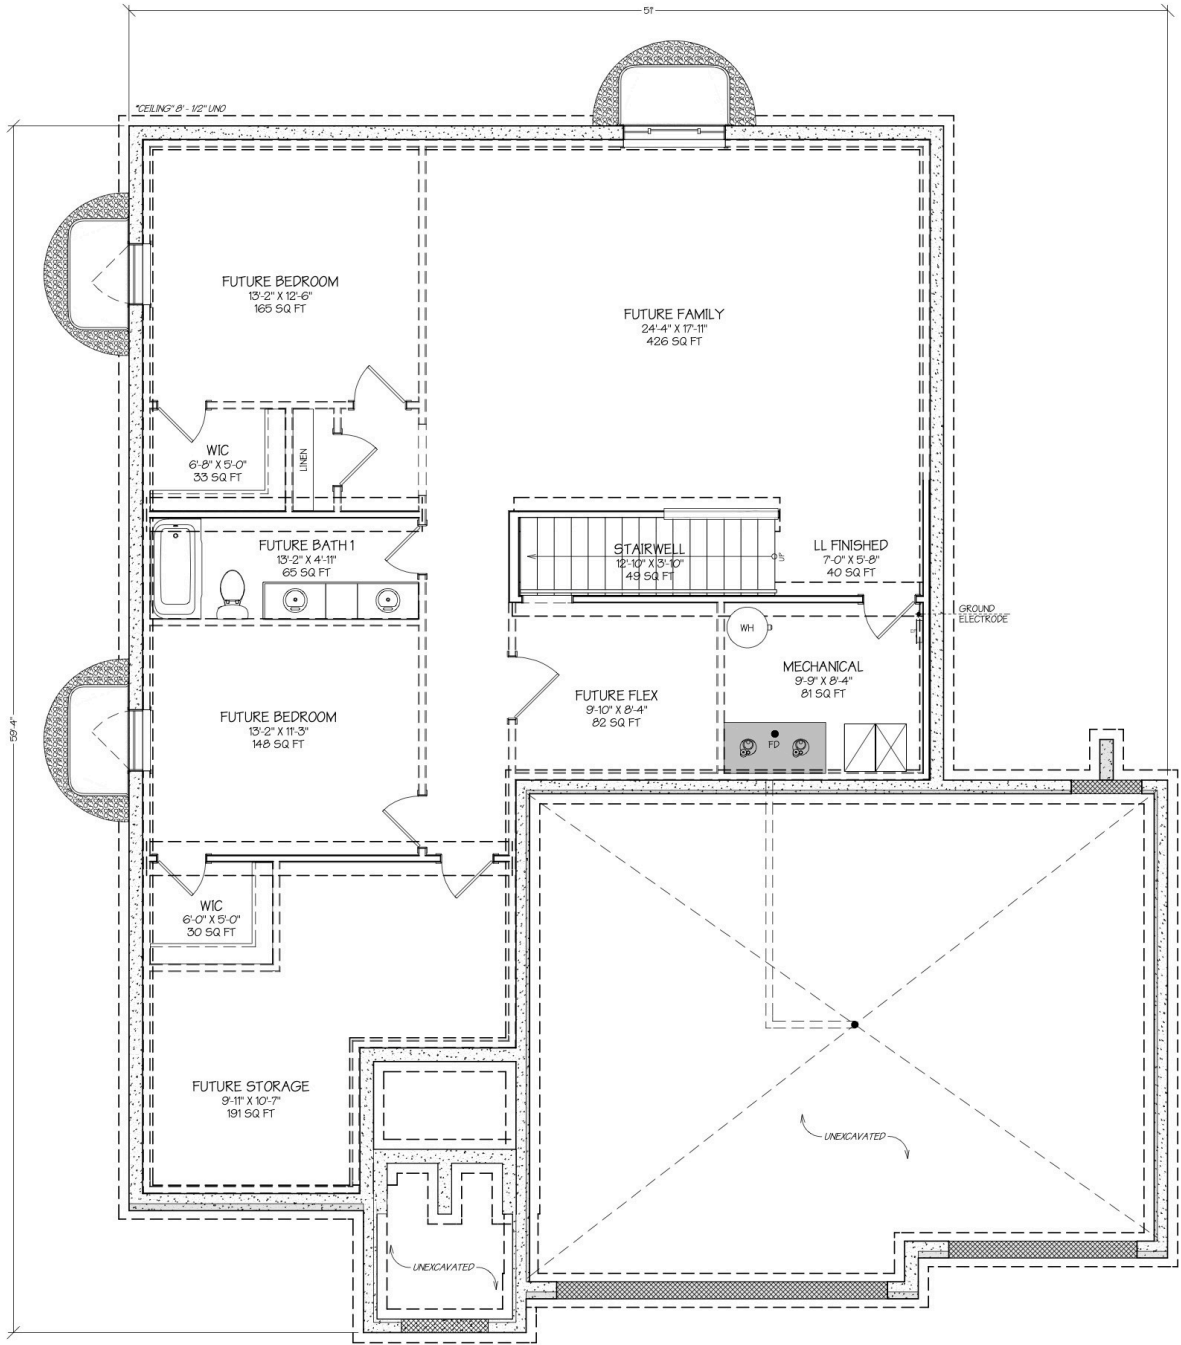 51'
"CEILING" 8' - 1/2" UNO
FUTURE BEDROOM
13'-2" X 12'-6"
165 SQ FT
FUTURE FAMILY
24'-4" X 17'-11"
426 SQ FT
WIC
6'-8" X 5'-0"
33 SQ FT
LINEN
FUTURE BATH 1
13'-2" X 4'-11"
65 SQ FT
STAIRWELL
12'-10" X 3'-10"
49 SQ FT
UP
LL FINISHED
7'-0" X 5'-8"
40 SQ FT
GROUND
ELECTRODE
WH
MECHANICAL
9'-9" X 8'-4"
81 SQ FT
FUTURE FLEX
9'-10" X 8'-4"
82 SQ FT
FUTURE BEDROOM
13'-2" X 11'-3"
148 SQ FT
59'-4"
FD
WIC
6'-0" X 5'-0"
30 SQ FT
FUTURE STORAGE
9'-11" X 10'-7"
191 SQ FT
UNEXCAVATED
UNEXCAVATED